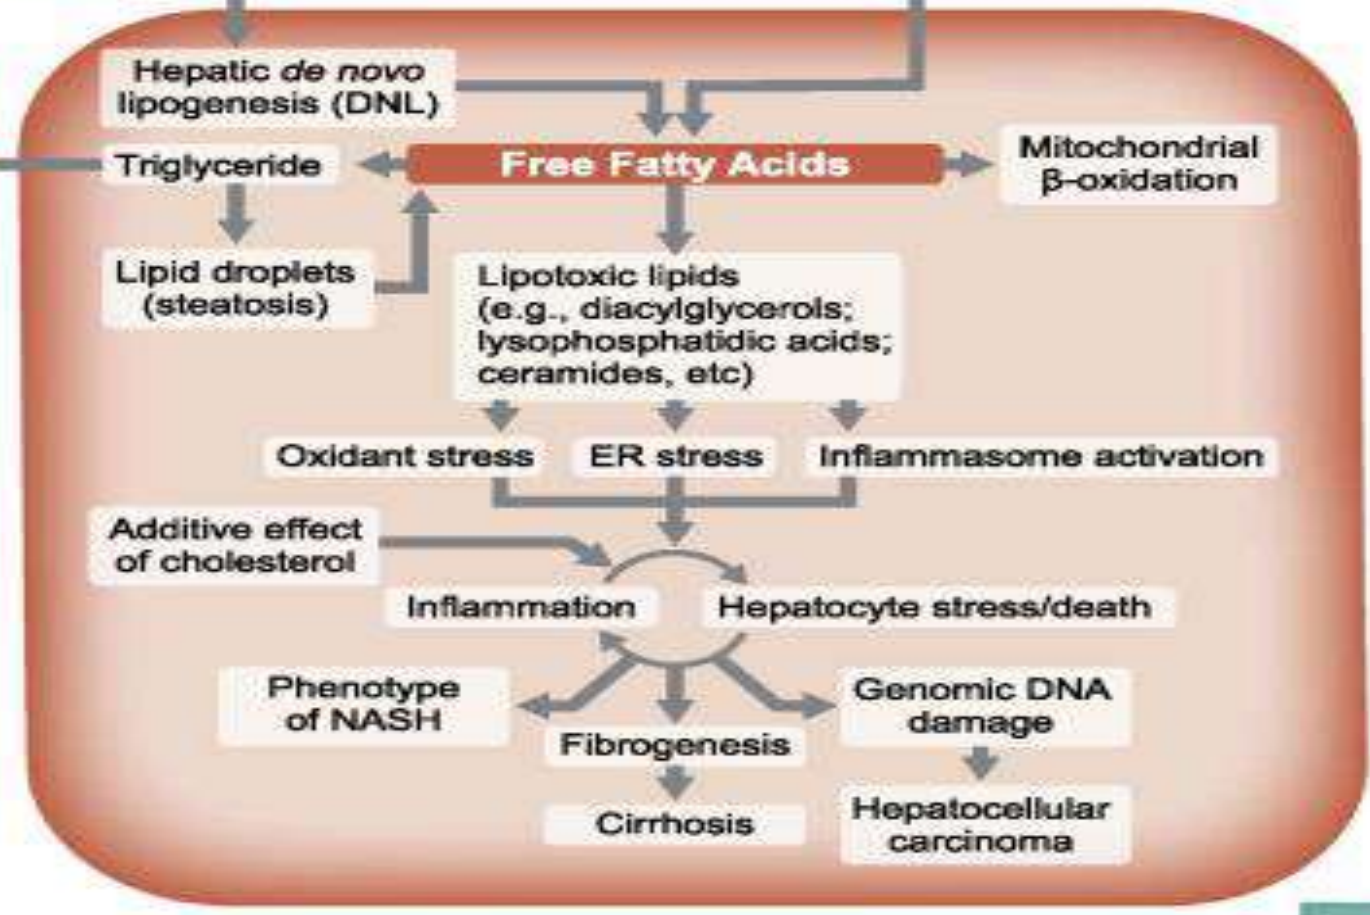 Hepatic de novo
lipogenesis (DNL)
Triglyceride
Free Fatty Acids
Mitochondrial
β-oxidation
Lipid droplets
(steatosis)
Lipotoxic lipids
(e.g., diacylglycerols;
lysophosphatidic acids;
ceramides, etc)
Oxidant stress
ER stress
Inflammasome activation
Additive effect
of cholesterol
Inflammation
Hepatocyte stress/death
Phenotype
of NASH
Fibrogenesis
Genomic DNA
damage
Cirrhosis
Hepatocellular
carcinoma